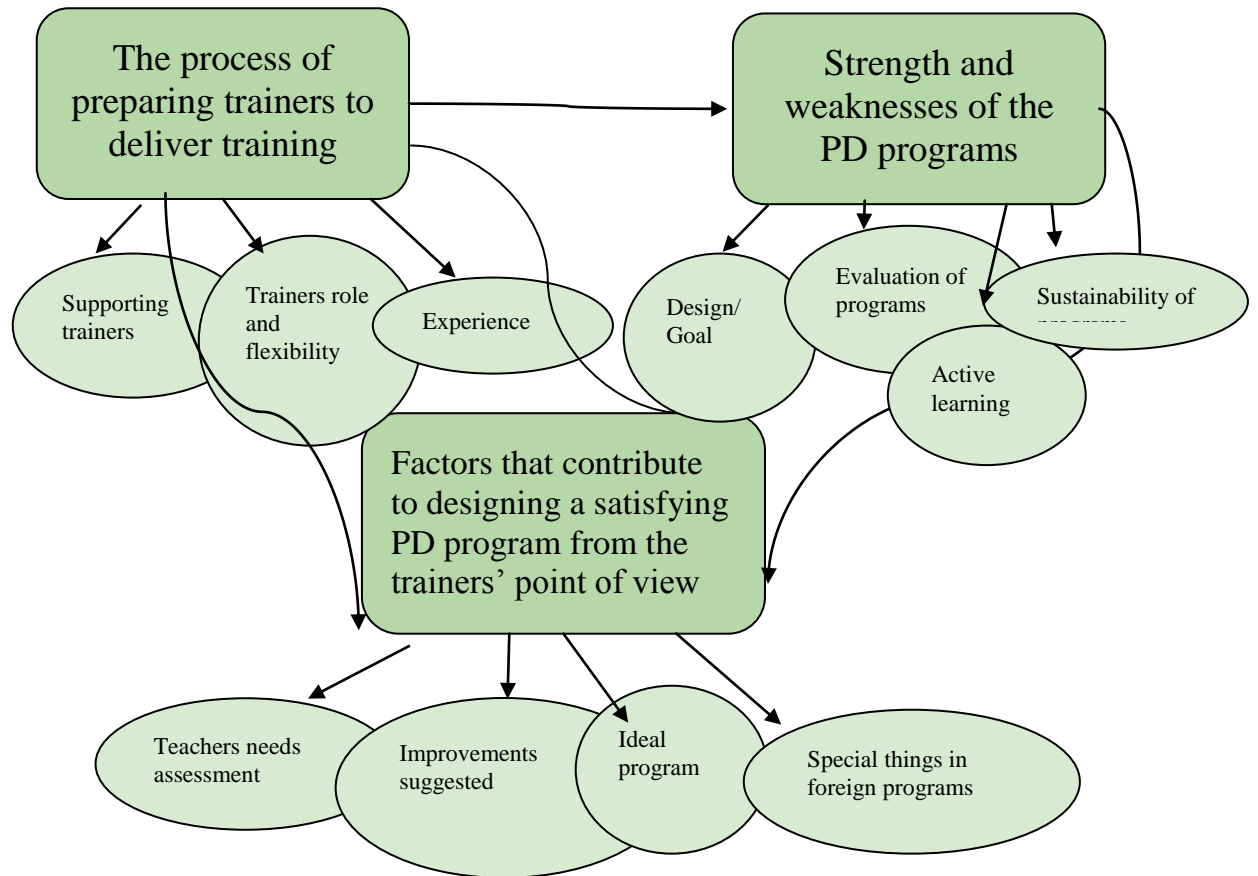 The process of
preparing trainers to
deliver training
Strength and
weaknesses of the
PD programs
Supporting
trainers
Trainers role
and
flexibility
Experience
Design/
Goal
Evaluation of
programs
Sustainability of
Active
learning
Factors that contribute
to designing a satisfying
PD program from the
trainers’ point of view
Teachers needs
assessment
Improvements
suggested
Ideal
program
Special things in
foreign programs